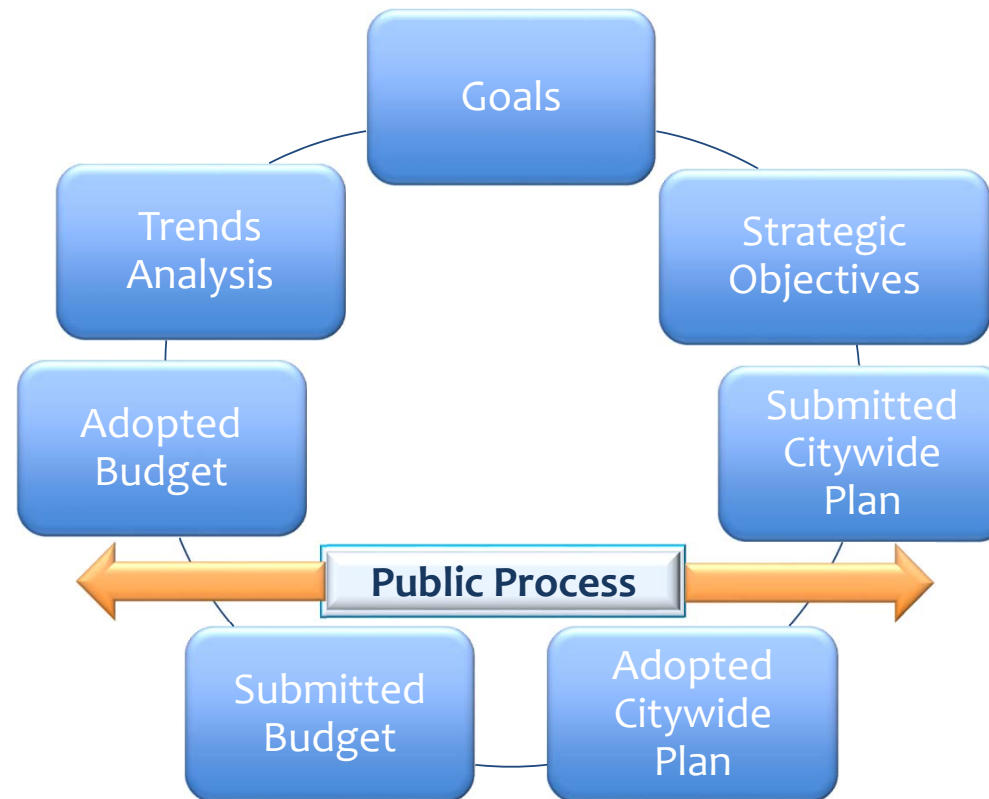 Goals
Strategic
Objectives
Submitted
Citywide
Plan
Adopted
Citywide
Plan
Submitted
Budget
Adopted
Budget
Trends
Analysis
Public Process